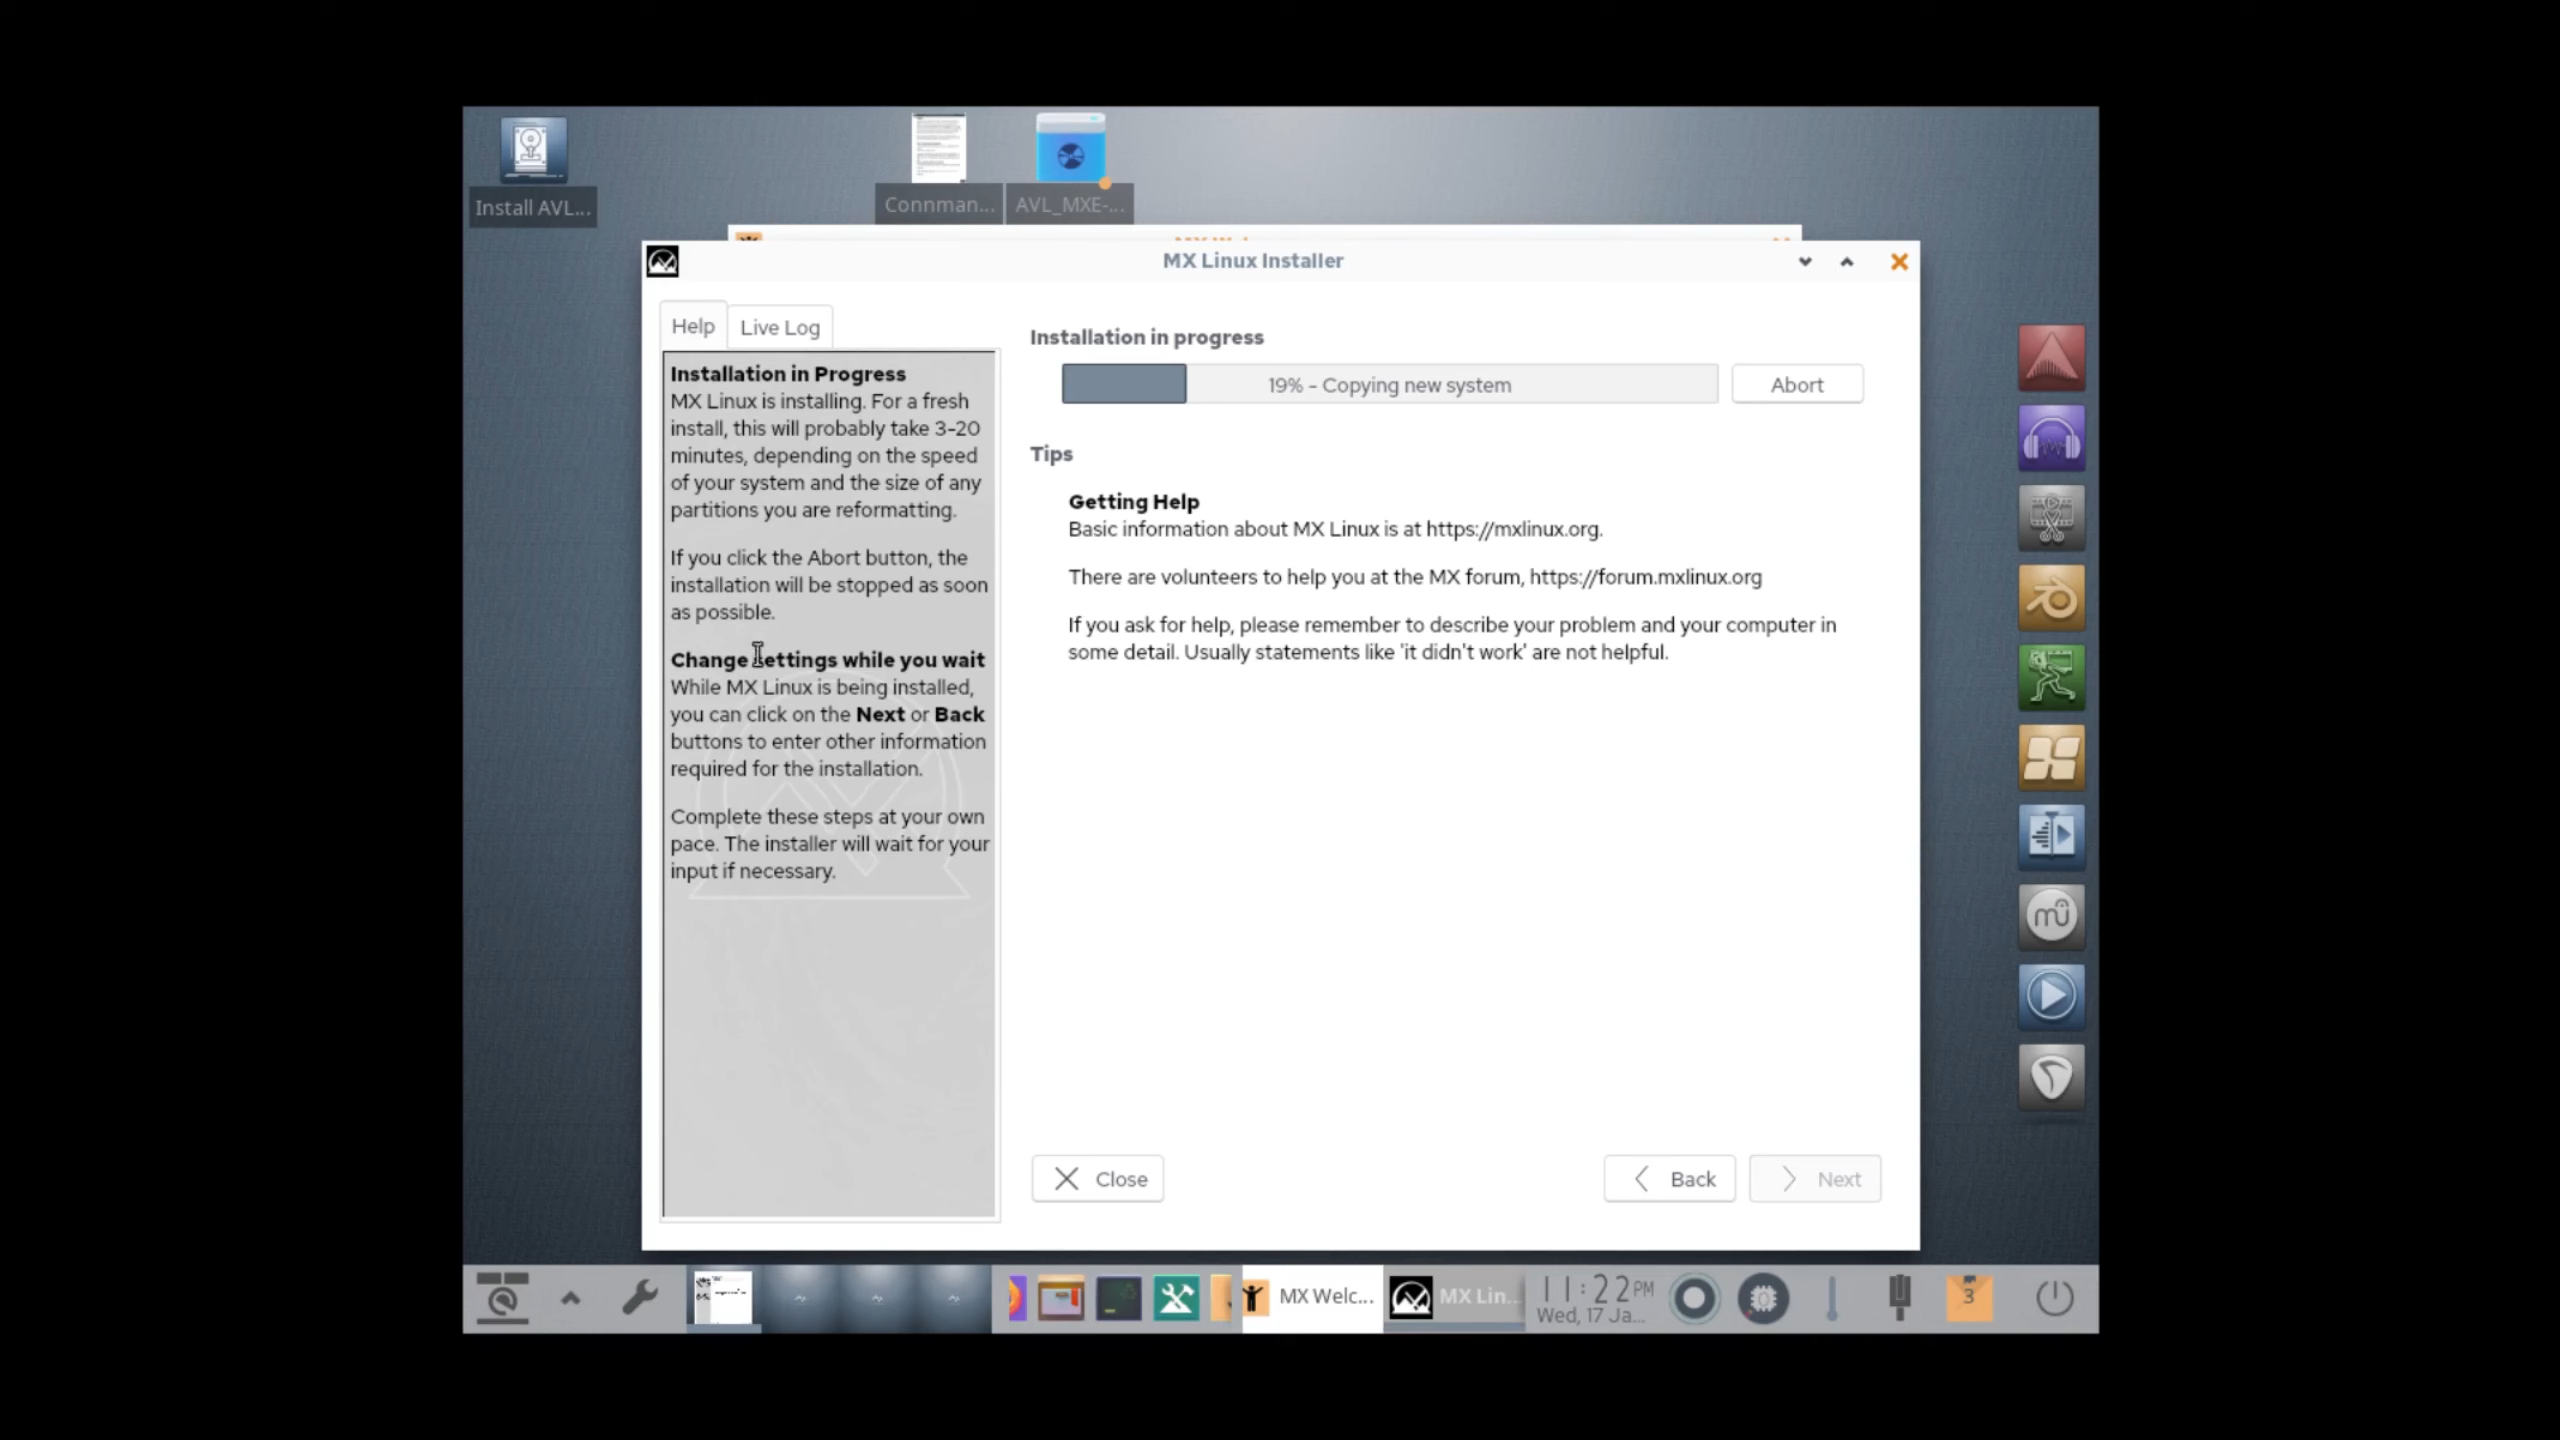 Install AVL...
Connman...
AVL_MXE-...
MX Linux Installer
Help
Live Log
Installation in Progress
MX Linux is installing. For a fresh
install, this will probably take 3-20
minutes, depending on the speed
of your system and the size of any
partitions you are reformatting.
If you click the Abort button, the
installation will be stopped as soon
as possible.
Change settings while you wait
While MX Linux is being installed,
you can click on the Next or Back
buttons to enter other information
required for the installation.
Complete these steps at your own
pace. The installer will wait for your
input if necessary.
Installation in progress
19% - Copying new system
Abort
Tips
Getting Help
Basic information about MX Linux is at https://mxlinux.org.
There are volunteers to help you at the MX forum, https://forum.mxlinux.org
If you ask for help, please remember to describe your problem and your computer in
some detail. Usually statements like 'it didn't work' are not helpful.
Close
Back
Next
MX Welc...
MX Lin...
11:22 PM
Wed, 17 Ja...
3